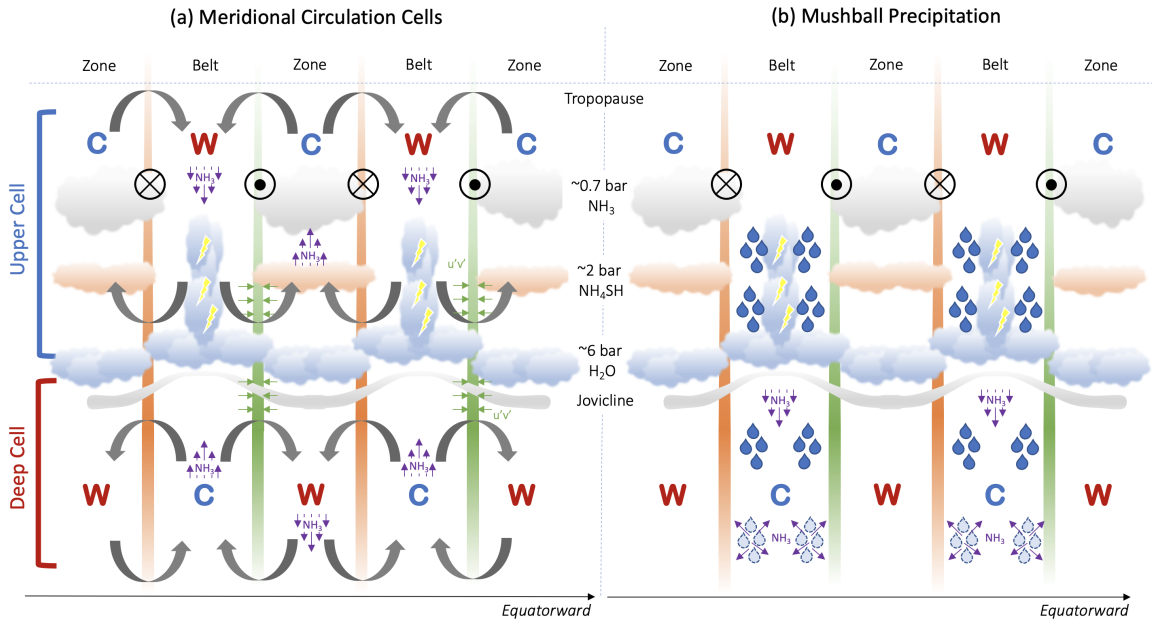 (a) Meridional Circulation Cells
(b) Mushball Precipitation
Zone Belt Zone Belt Zone
Zone Belt Zone Belt Zone
Tropopause
C W C W C
C W C W C
NH₃ NH₃
~0.7 bar
NH₃
Upper Cell
NH₃
u'v'
~2 bar
NH₄SH
~6 bar
H₂O
Jovicline
NH₃ NH₃
u'v'
Deep Cell
NH₃ NH₃
W C W C W
W C W C W
NH₃
NH₃ NH₃
Equatorward
Equatorward